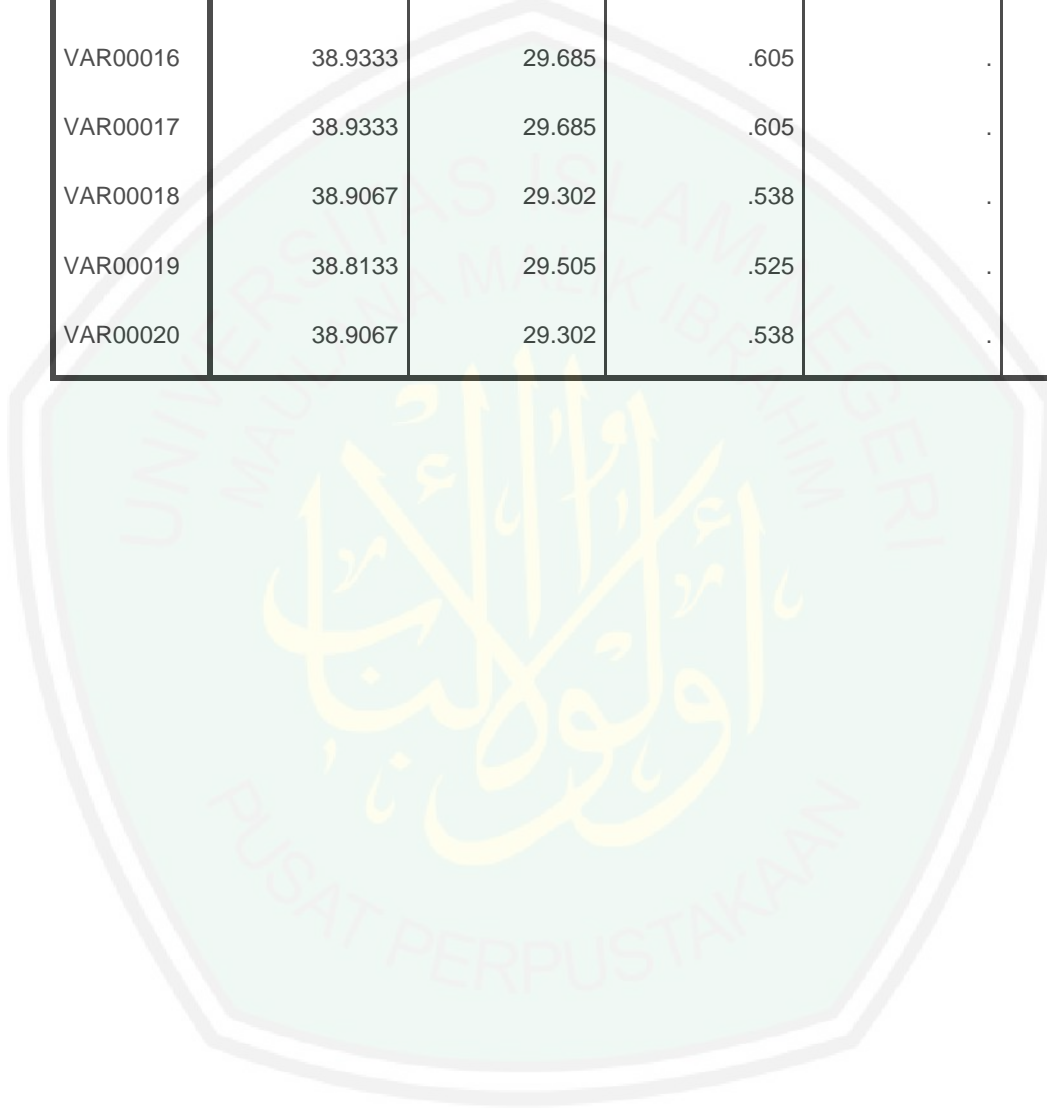 VAR00016 38.9333 29.685 .605 .
VAR00017 38.9333 29.685 .605 .
VAR00018 38.9067 29.302 .538 .
VAR00019 38.8133 29.505 .525 .
VAR00020 38.9067 29.302 .538 .
UNIVERSITAS ISLAM NEGERI
MAULANA MALIK IBRAHIM
أولوا الألباب
PUSAT PERPUSTAKAAN